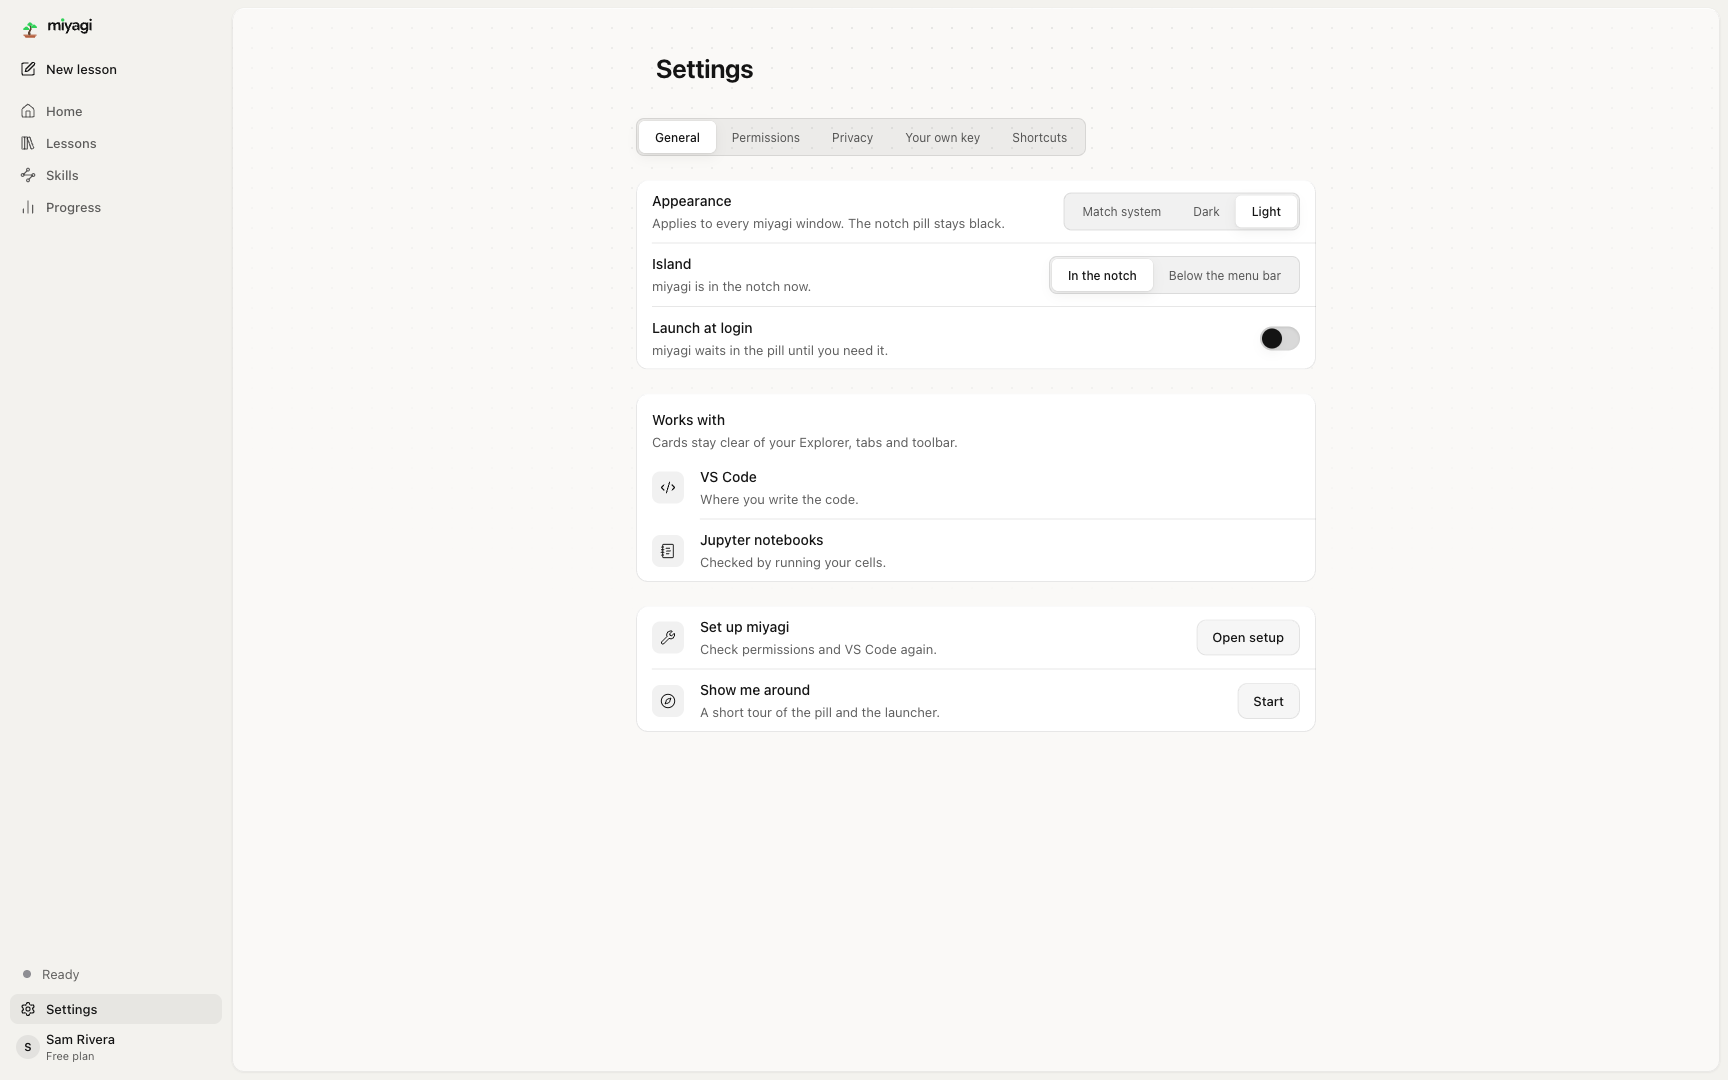 miyagi
New lesson
Home
Lessons
Skills
Progress
Ready
Settings
S
Sam Rivera
Free plan
Settings
General
Permissions
Privacy
Your own key
Shortcuts
Appearance
Applies to every miyagi window. The notch pill stays black.
Match system
Dark
Light
Island
miyagi is in the notch now.
In the notch
Below the menu bar
Launch at login
miyagi waits in the pill until you need it.
Works with
Cards stay clear of your Explorer, tabs and toolbar.
VS Code
Where you write the code.
Jupyter notebooks
Checked by running your cells.
Set up miyagi
Check permissions and VS Code again.
Open setup
Show me around
A short tour of the pill and the launcher.
Start